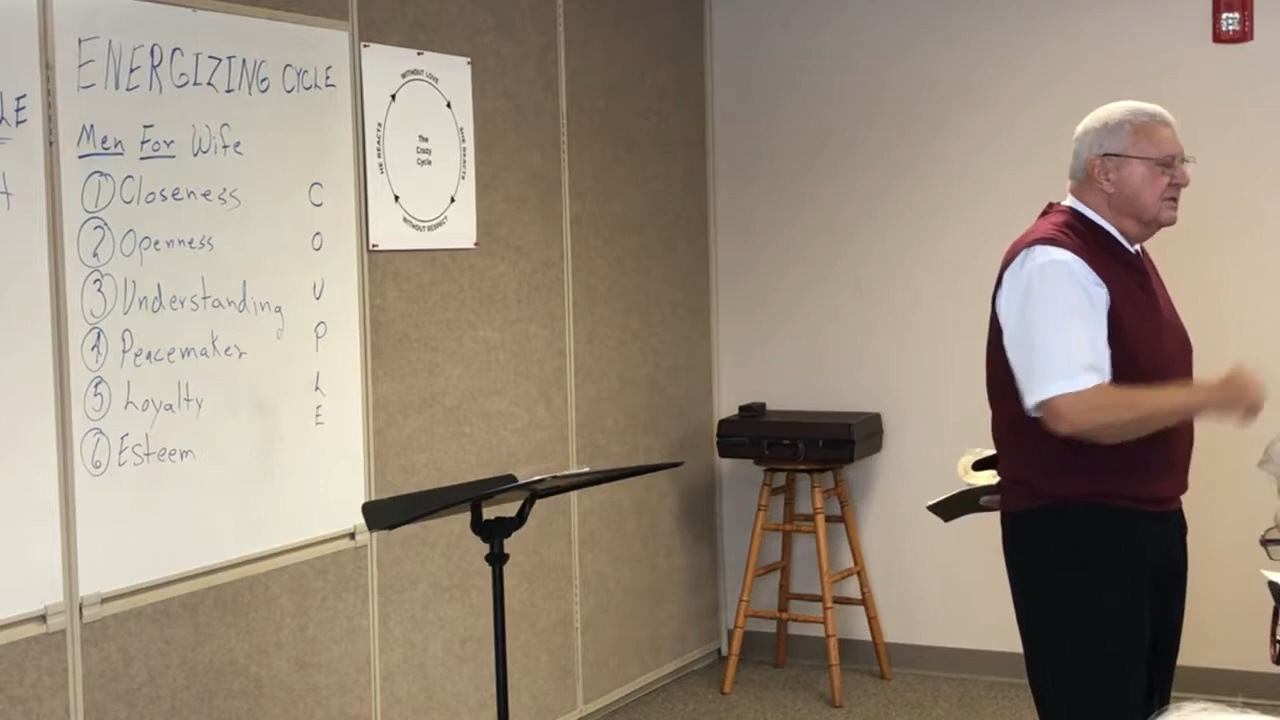 LE
ENERGIZING CYCLE
Men For Wife
1 Closeness C
2 Openness O
3 Understanding U
4 Peacemaker P
5 Loyalty L
6 Esteem E
WITHOUT LOVE
SHE REACTS
WITHOUT RESPECT
HE REACTS
The
Crazy
Cycle